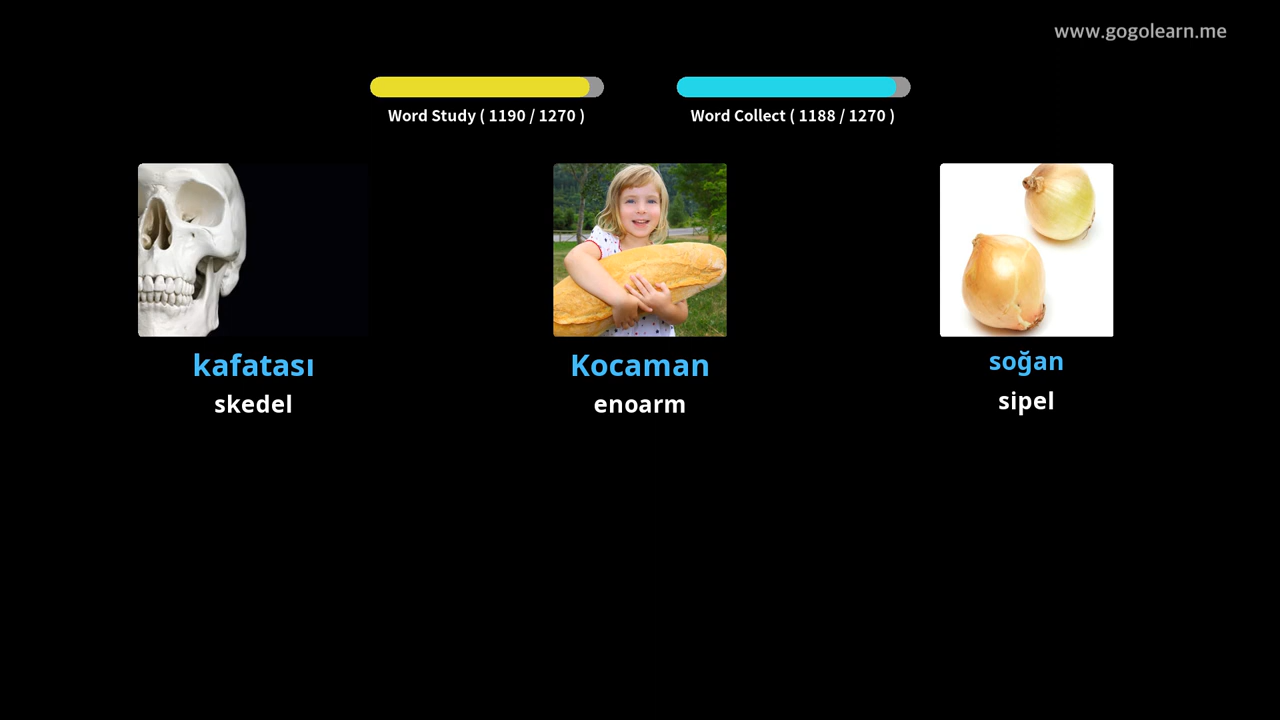 www.gogolearn.me
Word Study ( 1190 / 1270 )
Word Collect ( 1188 / 1270 )
kafatası
skedel
Kocaman
enoarm
soğan
sipel